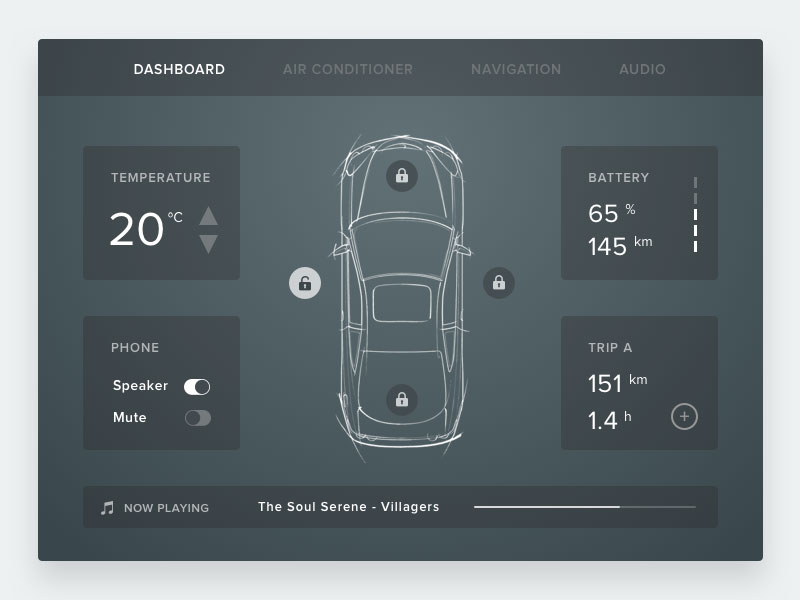 DASHBOARD AIR CONDITIONER NAVIGATION AUDIO
TEMPERATURE
20 °C
BATTERY
65 %
145 km
PHONE
Speaker
Mute
TRIP A
151 km
1.4 h
NOW PLAYING The Soul Serene - Villagers